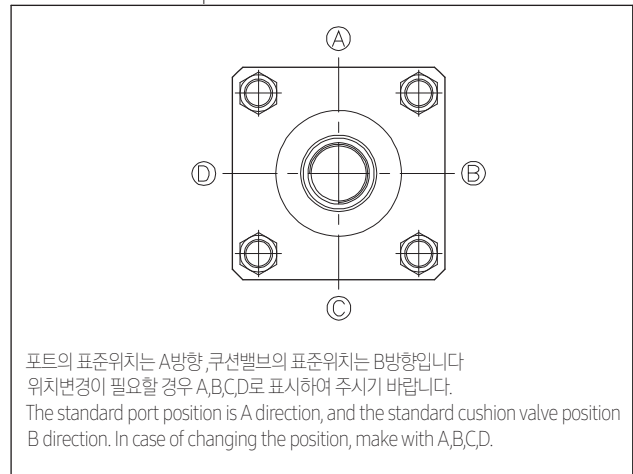 Ⓐ
Ⓓ Ⓑ
Ⓒ
포트의 표준위치는 A방향 ,쿠션밸브의 표준위치는 B방향입니다
위치변경이 필요할 경우 A,B,C,D로 표시하여 주시기 바랍니다.
The standard port position is A direction, and the standard cushion valve position
B direction. In case of changing the position, make with A,B,C,D.